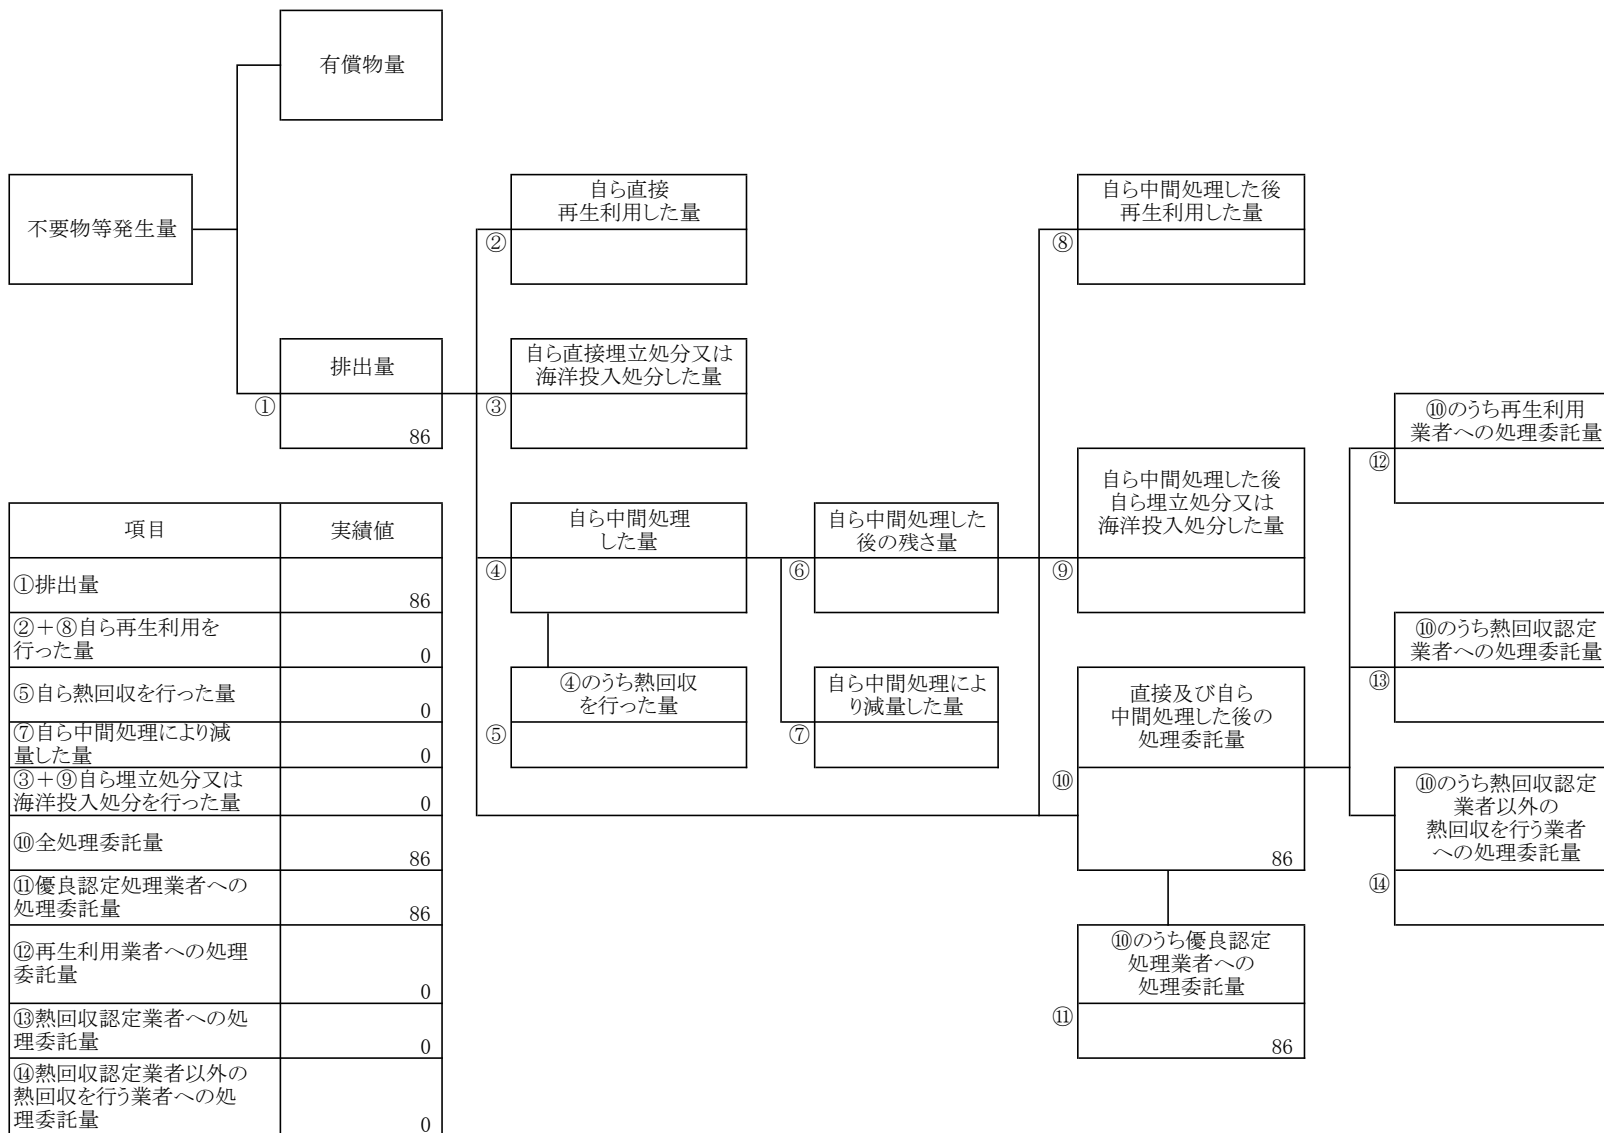 有償物量
不要物等発生量
自ら直接
再生利用した量
②
自ら中間処理した後
再生利用した量
⑧
排出量
①
86
自ら直接埋立処分又は
海洋投入処分した量
③
⑩のうち再生利用
業者への処理委託量
⑫
自ら中間処理
した量
④
自ら中間処理した
後の残さ量
⑥
自ら中間処理した後
自ら埋立処分又は
海洋投入処分した量
⑨
④のうち熱回収
を行った量
⑤
自ら中間処理によ
り減量した量
⑦
直接及び自ら
中間処理した後の
処理委託量
⑩
86
⑩のうち熱回収認定
業者への処理委託量
⑬
⑩のうち熱回収認定
業者以外の
熱回収を行う業者
への処理委託量
⑭
⑩のうち優良認定
処理業者への
処理委託量
⑪
86
項目 実績値
①排出量
86
②+⑧自ら再生利用を
行った量 0
⑤自ら熱回収を行った量
0
⑦自ら中間処理により減
量した量 0
③+⑨自ら埋立処分又は
海洋投入処分を行った量 0
⑩全処理委託量
86
⑪優良認定処理業者への
処理委託量 86
⑫再生利用業者への処理
委託量
0
⑬熱回収認定業者への処
理委託量 0
⑭熱回収認定業者以外の
熱回収を行う業者への処
理委託量 0